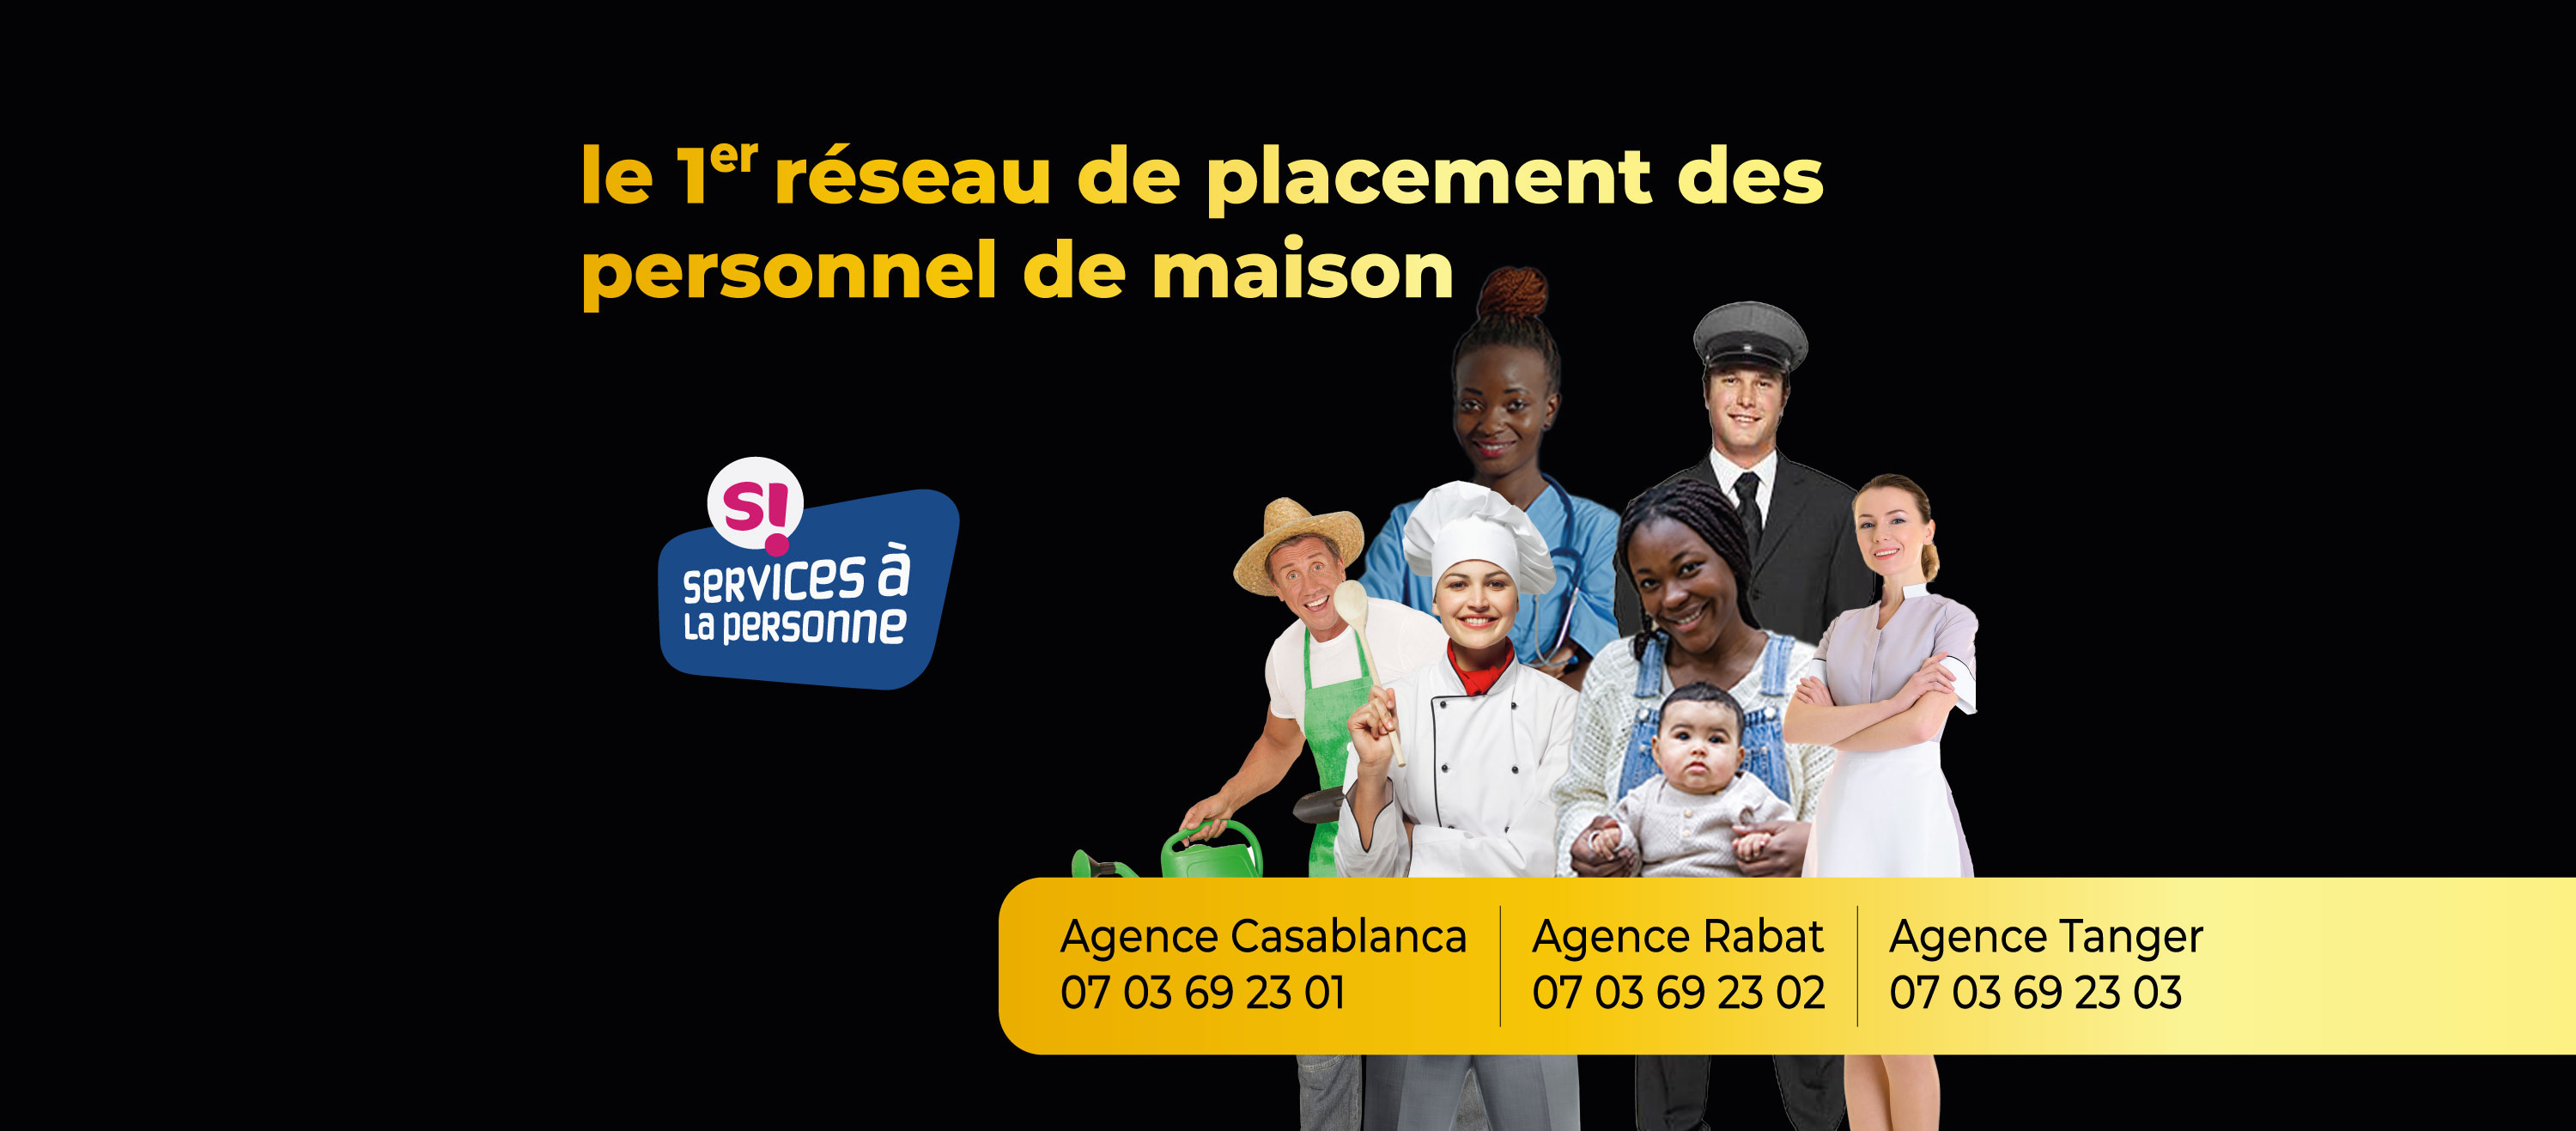 le 1er réseau de placement des
personnel de maison
S!
services à
la personne
Agence Casablanca
07 03 69 23 01
Agence Rabat
07 03 69 23 02
Agence Tanger
07 03 69 23 03